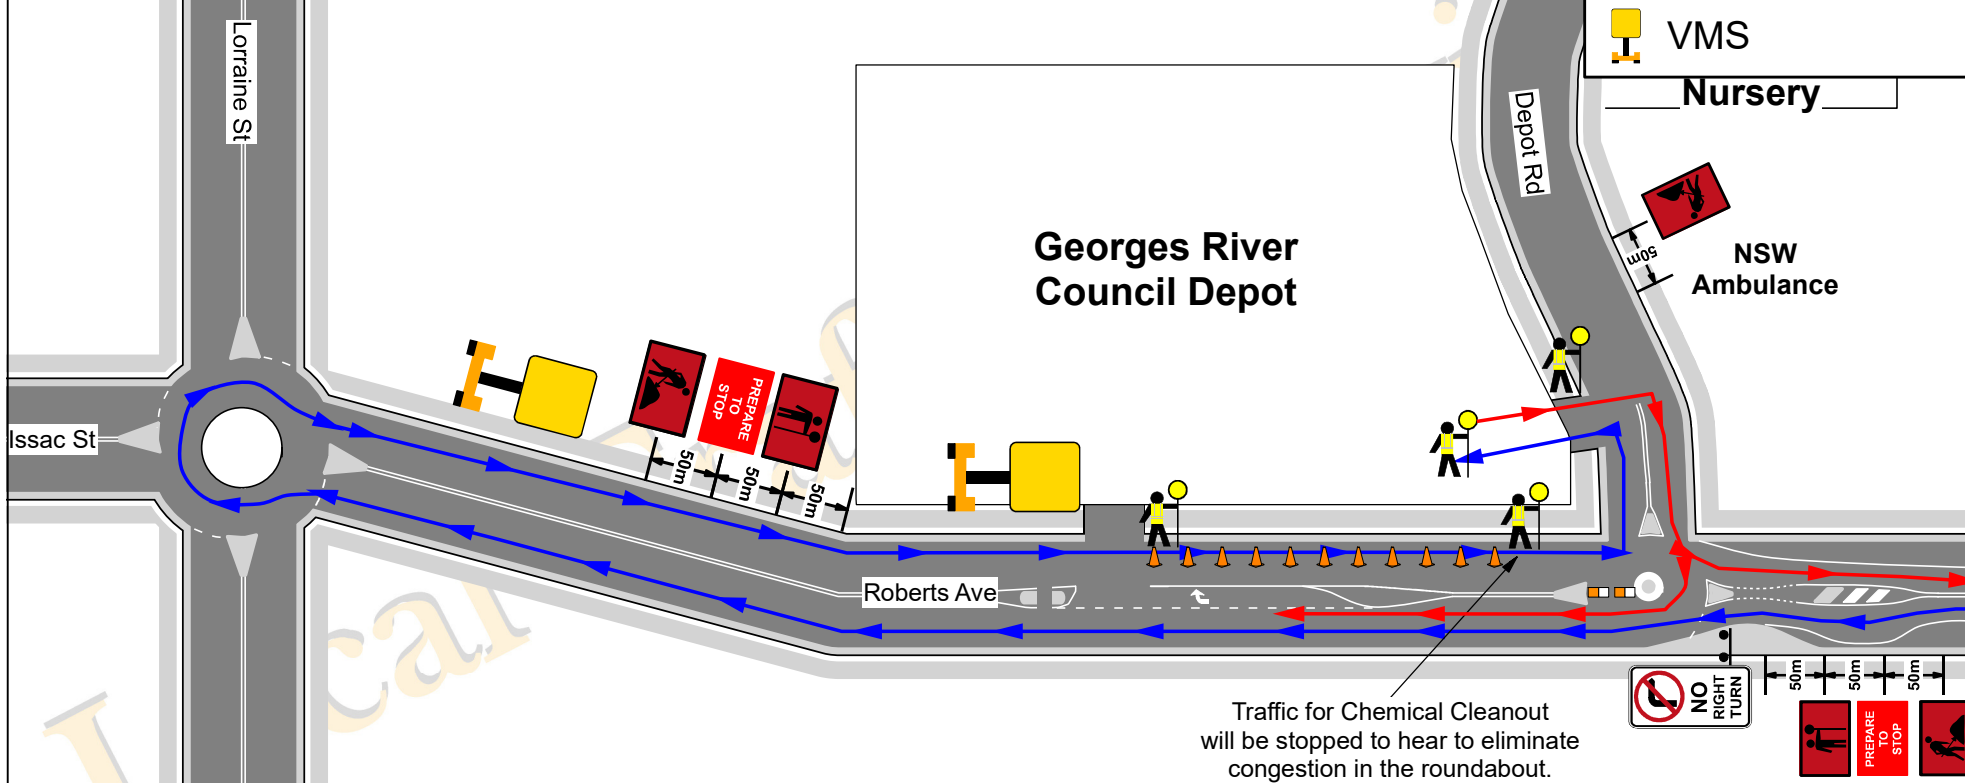 Lorraine St
VMS
Nursery
Depot Rd
Georges River
Council Depot
NSW
Ambulance
50m
Issac St
PREPARE
TO
STOP
50m
50m
50m
Roberts Ave
Traffic for Chemical Cleanout
will be stopped to hear to eliminate
congestion in the roundabout.
NO
RIGHT
TURN
50m
50m
50m
PREPARE
TO
STOP